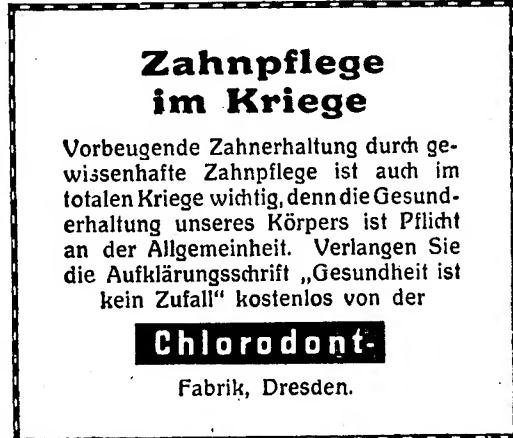 Zahnpflege
im Kriege
Vorbeugende Zahnerhaltung durch ge-
wissenhafte Zahnpflege ist auch im
totalen Kriege wichtig, denn die Gesund-
erhaltung unseres Körpers ist Pflicht
an der Allgemeinheit. Verlangen Sie
die Aufklärungsschrift „Gesundheit ist
kein Zufall“ kostenlos von der
Chlorodont-
Fabrik, Dresden.